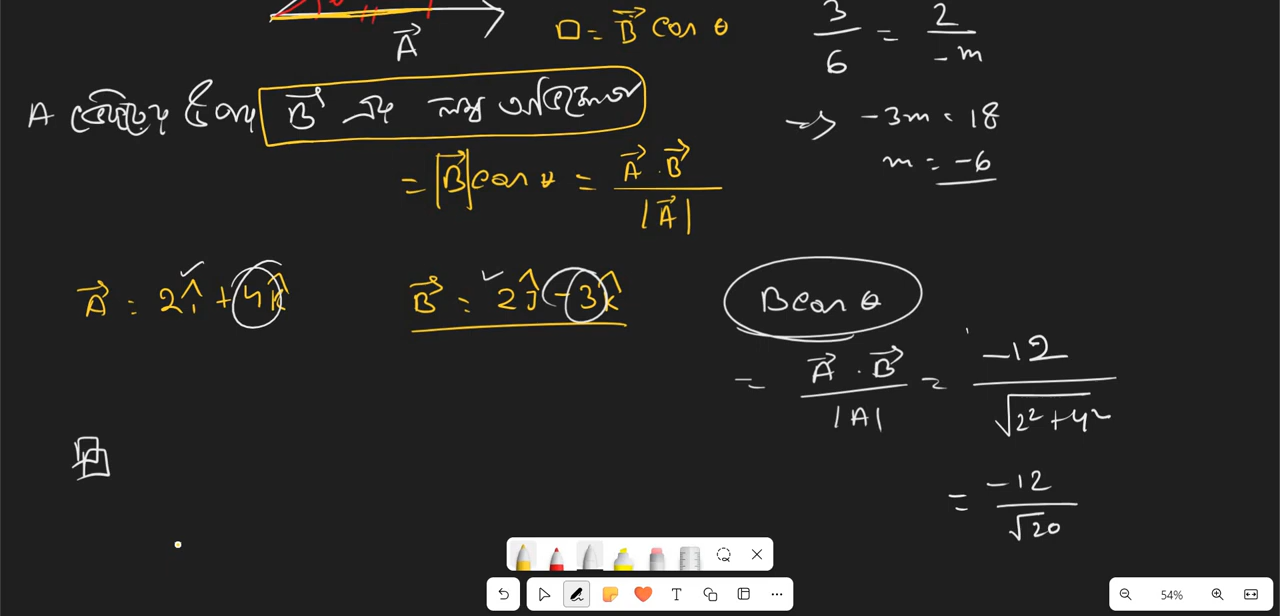 A⃗
□ = B⃗ cos θ
3/6 = 2/-m
⇒ -3m = 18
m = -6
A ভেক্টরের উপর B⃗ এর লম্ব অভিক্ষেপ
= |B⃗| cos θ = A⃗ . B⃗ / |A⃗|
A⃗ = 2î + 4k̂
B⃗ = 2ĵ - 3k̂
B cos θ
= A⃗ . B⃗ / |A| = -12 / √2² + 4²
= -12 / √20
T
54%